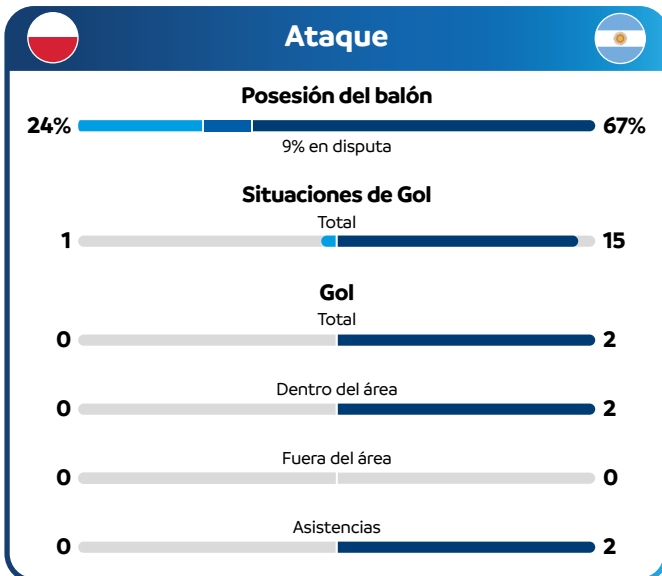 Ataque
Posesión del balón
24% 67%
9% en disputa
Situaciones de Gol
Total
1 15
Gol
Total
0 2
Dentro del área
0 2
Fuera del área
0 0
Asistencias
0 2